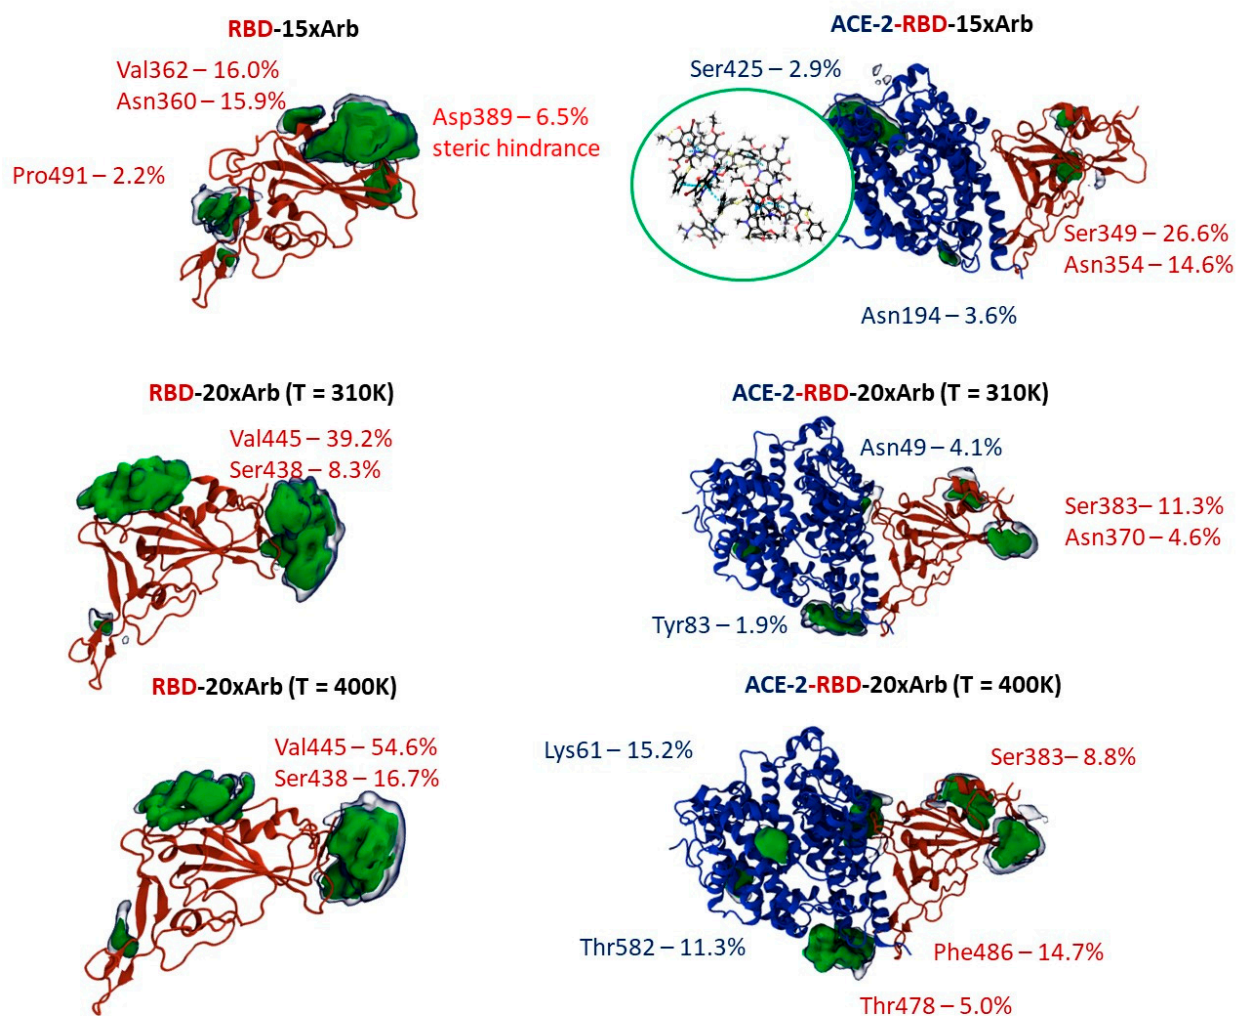 RBD-15xArb
Val362 – 16.0%
Asn360 – 15.9%
Asp389 – 6.5%
steric hindrance
Pro491 – 2.2%
ACE-2-RBD-15xArb
Ser425 – 2.9%
Ser349 – 26.6%
Asn354 – 14.6%
Asn194 – 3.6%
RBD-20xArb (T = 310K)
Val445 – 39.2%
Ser438 – 8.3%
ACE-2-RBD-20xArb (T = 310K)
Asn49 – 4.1%
Ser383– 11.3%
Asn370 – 4.6%
Tyr83 – 1.9%
RBD-20xArb (T = 400K)
Val445 – 54.6%
Ser438 – 16.7%
ACE-2-RBD-20xArb (T = 400K)
Lys61 – 15.2%
Ser383– 8.8%
Thr582 – 11.3%
Phe486 – 14.7%
Thr478 – 5.0%